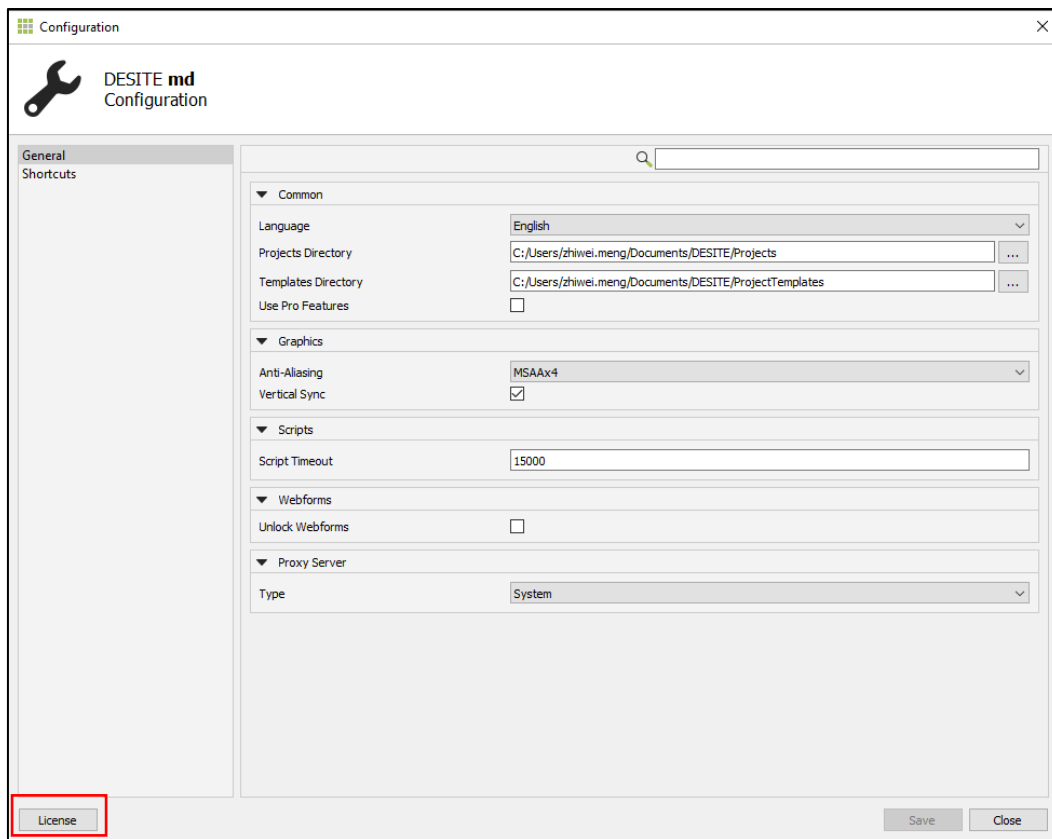 Configuration
DESITE md
Configuration
General
Shortcuts
Common
Language English
Projects Directory C:/Users/zhiwei.meng/Documents/DESITE/Projects ...
Templates Directory C:/Users/zhiwei.meng/Documents/DESITE/ProjectTemplates ...
Use Pro Features
Graphics
Anti-Aliasing MSAAx4
Vertical Sync
Scripts
Script Timeout 15000
Webforms
Unlock Webforms
Proxy Server
Type System
License Save Close